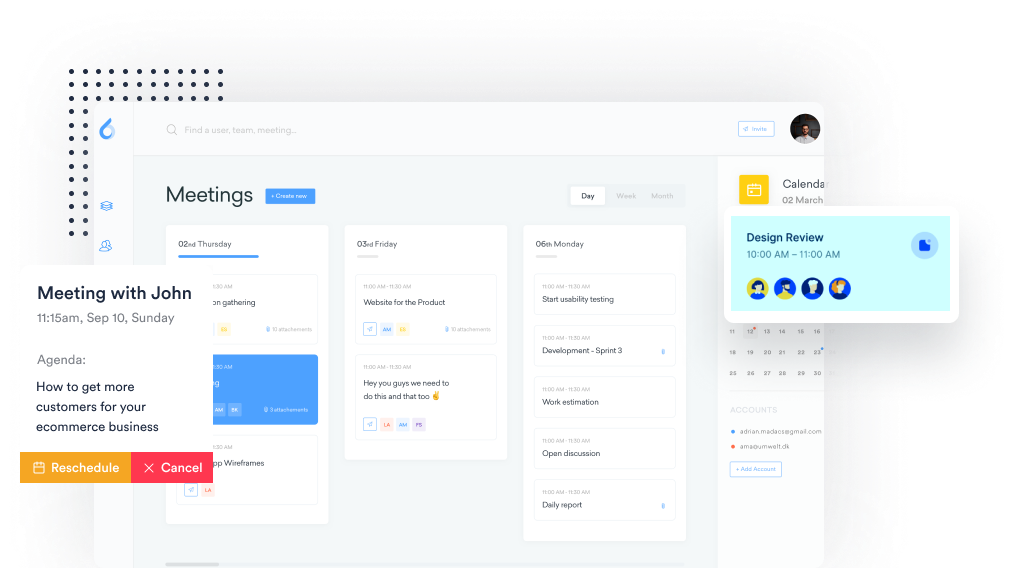 Find a user, team, meeting...
Invite
Meetings
+ Create new
Day
Week
Month
Calendar
02 March
02nd Thursday
03rd Friday
06th Monday
Design Review
10:00 AM – 11:00 AM
Meeting with John
11:15am, Sep 10, Sunday
Agenda:
How to get more
customers for your
ecommerce business
Reschedule
Cancel
:30 AM
on gathering
ES
10 attachements
:30 AM
ng
AM
SK
3 attachements
:30 AM
pp Wireframes
LA
11:00 AM - 11:30 AM
Website for the Product
AM
ES
10 attachements
11:00 AM - 11:30 AM
Hey you guys we need to
do this and that too ✌
LA
AM
PS
11:00 AM - 11:30 AM
Start usability testing
11:00 AM - 11:30 AM
Development - Sprint 3
11:00 AM - 11:30 AM
Work estimation
11:00 AM - 11:30 AM
Open discussion
11:00 AM - 11:30 AM
Daily report
11 12 13 14 15 16
18 19 20 21 22 23
25 26 27 28 29 30
ACCOUNTS
adrian.madacs@gmail.com
ama@umwelt.dk
+ Add Account